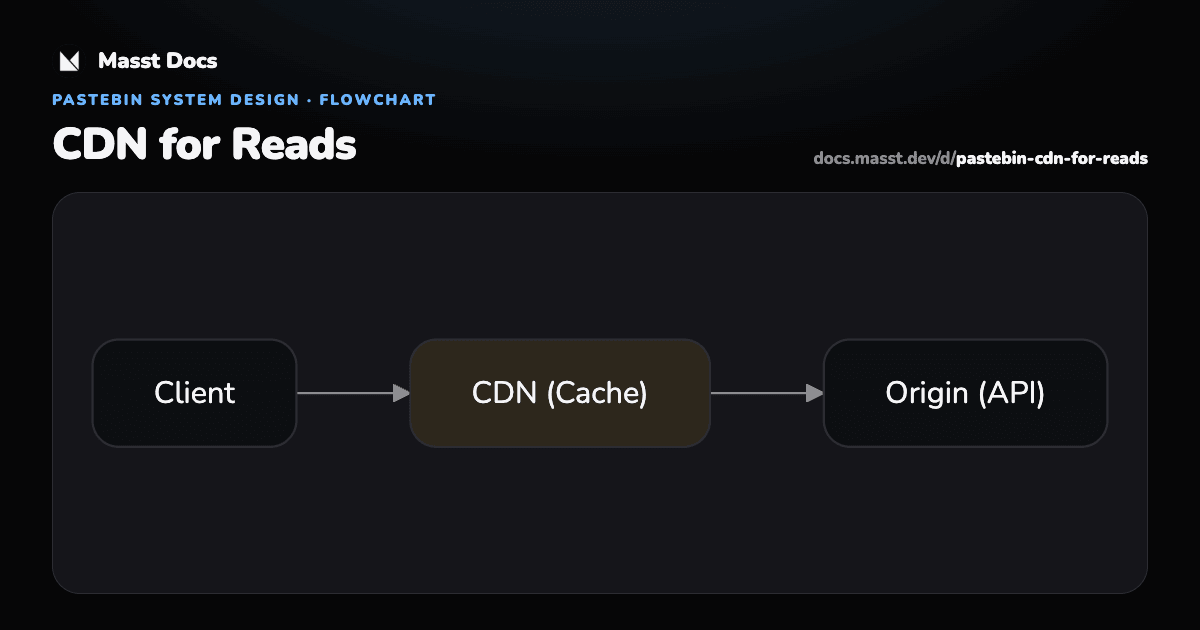 Masst Docs
PASTEBIN SYSTEM DESIGN · FLOWCHART
CDN for Reads
docs.masst.dev/d/pastebin-cdn-for-reads
Client
CDN (Cache)
Origin (API)